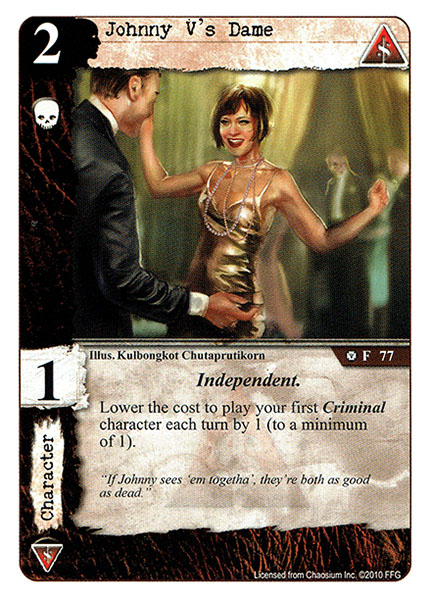 2
Johnny V's Dame
Illus. Kulbongkot Chutaprutikorn
F 77
1
Independent.
Lower the cost to play your first Criminal
character each turn by 1 (to a minimum
of 1).
"If Johnny sees 'em togetha', they're both as good
as dead."
Character
Licensed from Chaosium Inc. ©2010 FFG